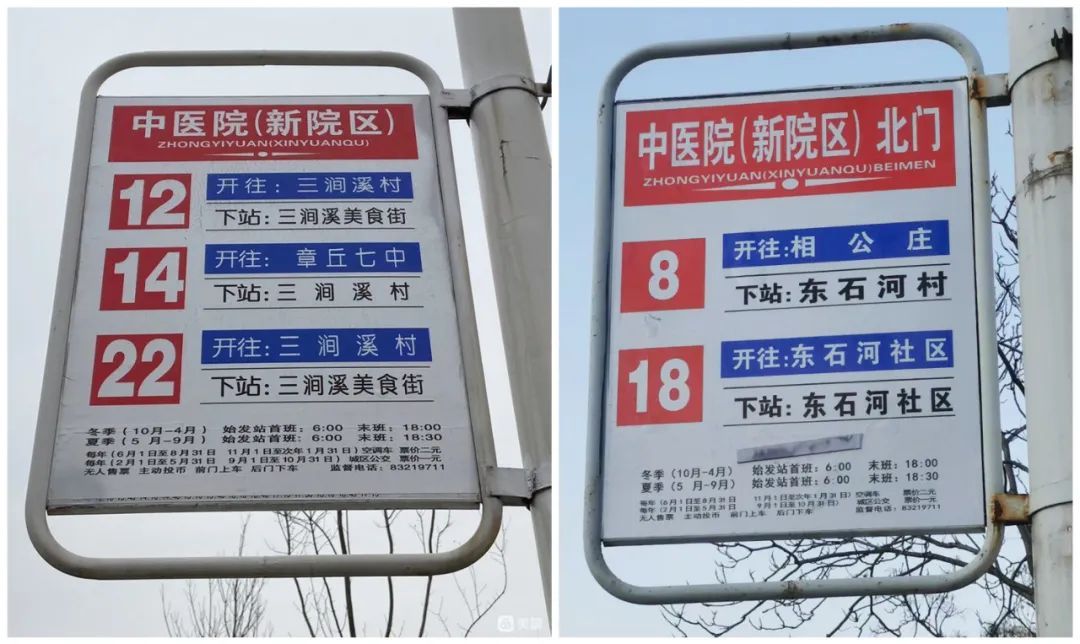 中医院(新院区)
ZHONGYIYUAN(XINYUANQU)
12
开往: 三涧溪村
下站: 三涧溪美食街
14
开往: 章丘七中
下站: 三涧溪村
22
开往: 三涧溪村
下站: 三涧溪美食街
冬季 (10月-4月) 始发站首班: 6:00 末班: 18:00
夏季 (5月-9月) 始发站首班: 6:00 末班: 18:30
每年 (6月1日至8月31日 11月1日至次年1月31日) 空调车 票价二元
每年 (2月1日至5月31日 9月1日至10月31日) 城区公交 票价一元
无人售票 主动投币 前门上车 后门下车 监督电话: 83219711
中医院(新院区) 北门
ZHONGYIYUAN(XINYUANQU)BEIMEN
8
开往: 相公庄
下站: 东石河村
18
开往: 东石河社区
下站: 东石河社区
冬季 (10月-4月) 始发站首班: 6:00 末班: 18:00
夏季 (5月-9月) 始发站首班: 6:00 末班: 18:30
每年 (6月1日至8月31日 11月1日至次年1月31日) 空调车 票价二元
每年 (2月1日至5月31日 9月1日至10月31日) 城区公交 票价一元
无人售票 主动投币 前门上车 后门下车 监督电话: 83219711